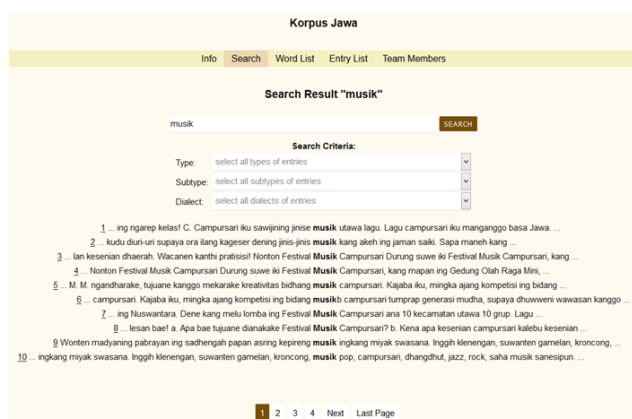 Korpus Jawa
Info Search Word List Entry List Team Members
Search Result "musik"
musik SEARCH
Search Criteria:
Type: select all types of entries
Subtype: select all subtypes of entries
Dialect: select all dialects of entries
1 ... ing ngarep kelas! C. Campursari iku sawijining jinise musik utawa lagu. Lagu campursari iku manganggo basa Jawa. ...
2 ... kudu diuri-uri supaya ora ilang kageser dening jinis-jinis musik kang akeh ing jaman saiki. Sapa maneh kang ...
3 ... lan kesenian dhaerah. Wacanen kanthi pratisisi! Nonton Festival Musik Campursari Durung suwe iki Festival Musik Campursari, kang ...
4 ... Nonton Festival Musik Campursari Durung suwe iki Festival Musik Campursari, kang mapan ing Gedung Olah Raga Mini, ...
5 ... M. M. ngandharake, tujuane kanggo mekarake kreativitas bidhang musik campursari. Kajaba iku, mingka ajang kompetisi ing bidang ...
6 ... campursari. Kajaba iku, mingka ajang kompetisi ing bidang musikb campursari tumprap generasi mudha, supaya dhuwweni wawasan kanggo ...
7 ... ing Nuswantara. Dene kang melu lomba ing Festival Musik Campursari ana 10 kecamatan utawa 10 grup. Lagu ...
8 ... lesan bae! a. Apa bae tujuane dianakake Festival Musik Campursari? b. Kena apa kesenian campursari kalebu kesenian ...
9 Wonten madyaning pabrayan ing sadhengah papan asring kepireng musik ingkang miyak swasana. Inggih klenengan, suwanten gamelan, kroncong, ...
10 ... ingkang miyak swasana. Inggih klenengan, suwanten gamelan, kroncong, musik pop, campursari, dhangdhut, jazz, rock, saha musik sanesipun. ...
1 2 3 4 Next Last Page